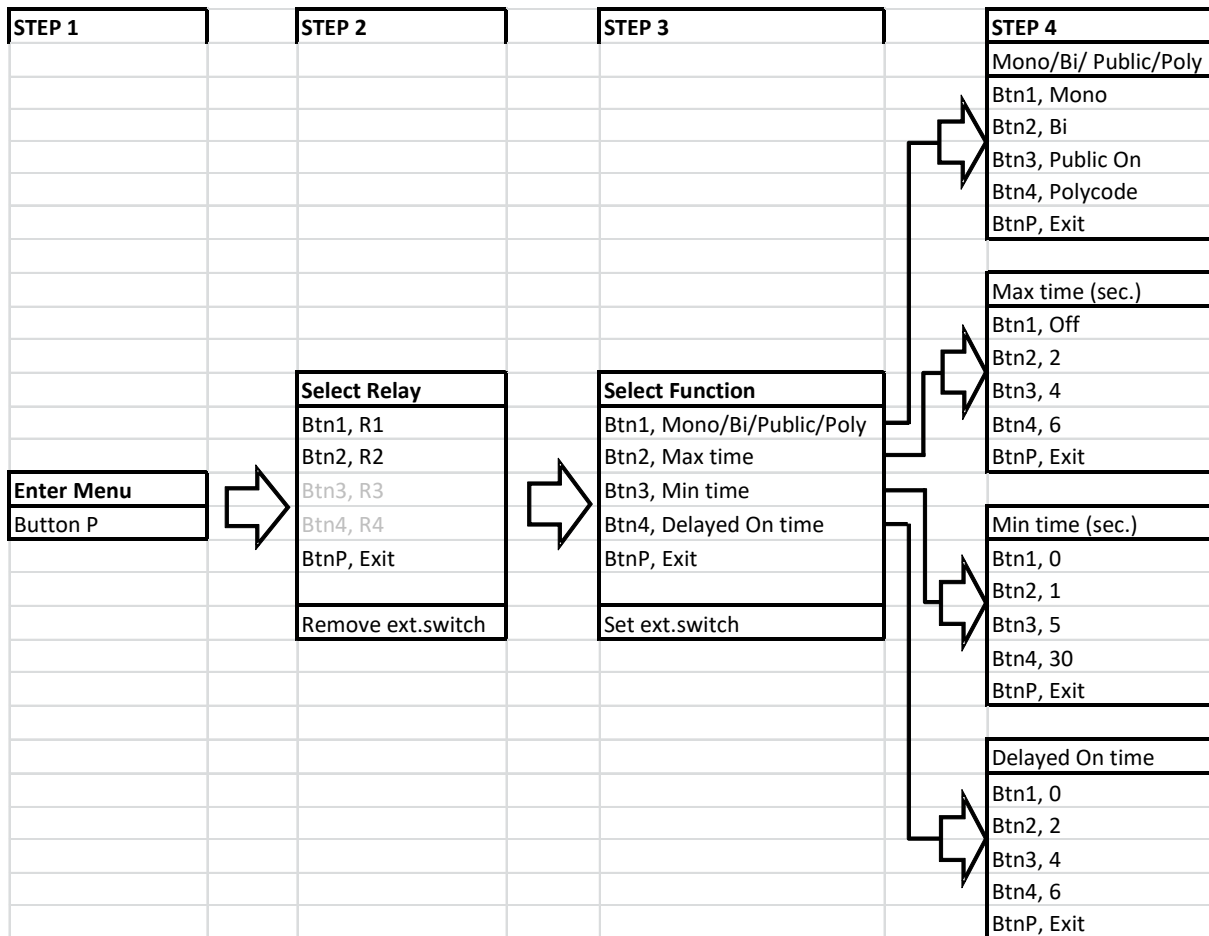 STEP 1
STEP 2
STEP 3
STEP 4
Enter Menu
Button P
Select Relay
Btn1, R1
Btn2, R2
Btn3, R3
Btn4, R4
BtnP, Exit
Remove ext.switch
Select Function
Btn1, Mono/Bi/Public/Poly
Btn2, Max time
Btn3, Min time
Btn4, Delayed On time
BtnP, Exit
Set ext.switch
Mono/Bi/ Public/Poly
Btn1, Mono
Btn2, Bi
Btn3, Public On
Btn4, Polycode
BtnP, Exit
Max time (sec.)
Btn1, Off
Btn2, 2
Btn3, 4
Btn4, 6
BtnP, Exit
Min time (sec.)
Btn1, 0
Btn2, 1
Btn3, 5
Btn4, 30
BtnP, Exit
Delayed On time
Btn1, 0
Btn2, 2
Btn3, 4
Btn4, 6
BtnP, Exit